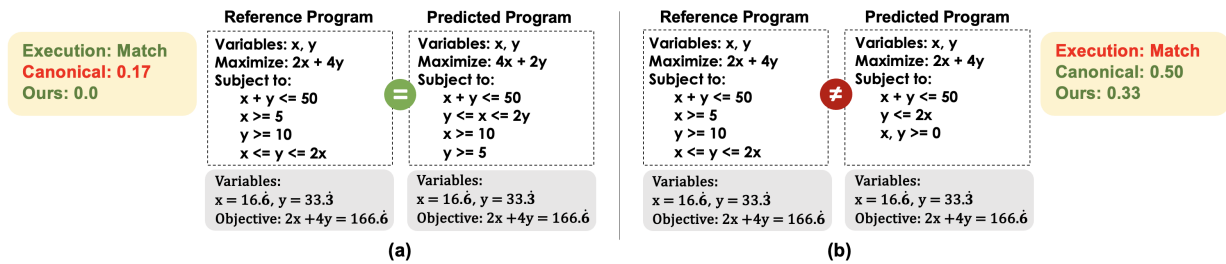 Execution: Match
Canonical: 0.17
Ours: 0.0
Reference Program
Variables: x, y
Maximize: 2x + 4y
Subject to:
x + y <= 50
x >= 5
y >= 10
x <= y <= 2x
Variables:
x = 16.6̇, y = 33.3̇
Objective: 2x +4y = 166.6̇
=
Predicted Program
Variables: x, y
Maximize: 4x + 2y
Subject to:
x + y <= 50
y <= x <= 2y
x >= 10
y >= 5
Variables:
x = 16.6̇, y = 33.3̇
Objective: 2x +4y = 166.6̇
(a)
Reference Program
Variables: x, y
Maximize: 2x + 4y
Subject to:
x + y <= 50
x >= 5
y >= 10
x <= y <= 2x
Variables:
x = 16.6̇, y = 33.3̇
Objective: 2x +4y = 166.6̇
≠
Predicted Program
Variables: x, y
Maximize: 2x + 4y
Subject to:
x + y <= 50
y <= 2x
x, y >= 0
Variables:
x = 16.6̇, y = 33.3̇
Objective: 2x +4y = 166.6̇
Execution: Match
Canonical: 0.50
Ours: 0.33
(b)